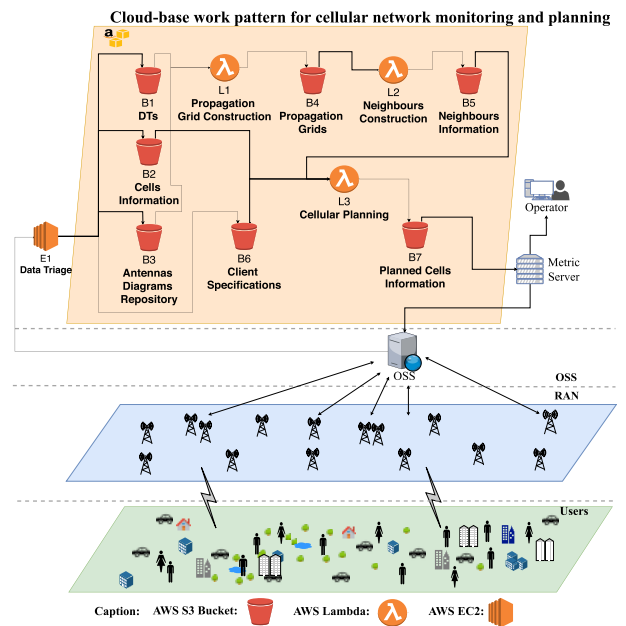 Cloud-base work pattern for cellular network monitoring and planning
a
B1
DTs
L1
Propagation
Grid Construction
B4
Propagation
Grids
L2
Neighbours
Construction
B5
Neighbours
Information
B2
Cells
Information
L3
Cellular Planning
Operator
E1
Data Triage
B3
Antennas
Diagrams
Repository
B6
Client
Specifications
B7
Planned Cells
Information
Metric
Server
OSS
OSS
RAN
Users
Caption: AWS S3 Bucket: AWS Lambda: AWS EC2: